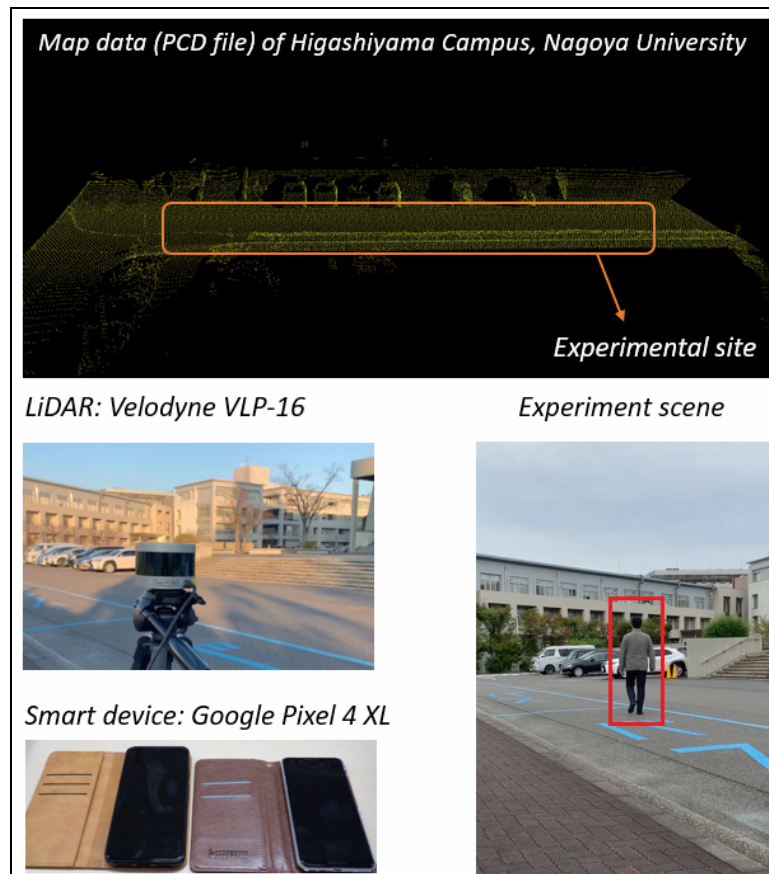 Map data (PCD file) of Higashiyama Campus, Nagoya University
Experimental site
LiDAR: Velodyne VLP-16
Experiment scene
Smart device: Google Pixel 4 XL